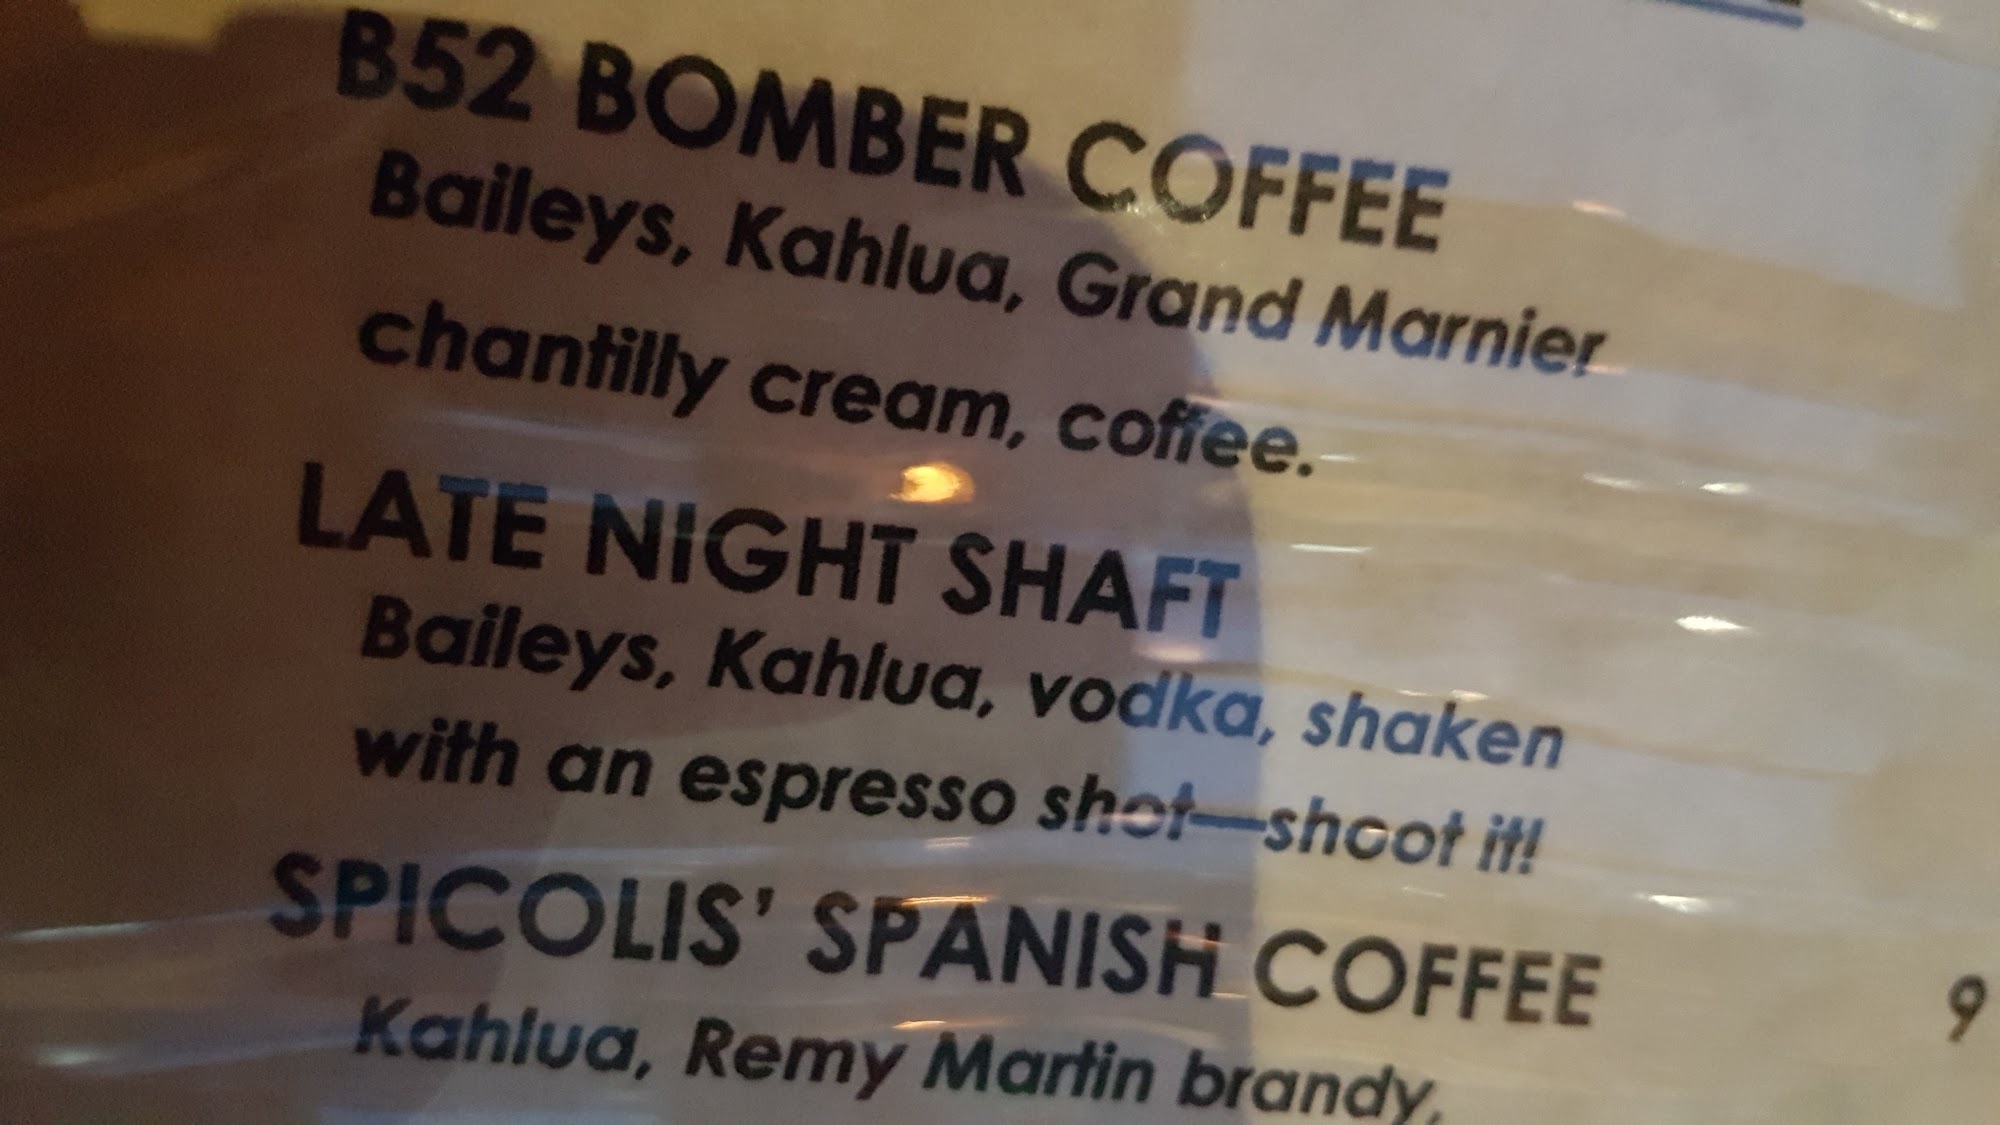 B52 BOMBER COFFEE
Baileys, Kahlua, Grand Marnier
chantilly cream, coffee.
LATE NIGHT SHAFT
Baileys, Kahlua, vodka, shaken
with an espresso shot—shoot it!
SPICOLIS' SPANISH COFFEE 9
Kahlua, Remy Martin brandy,